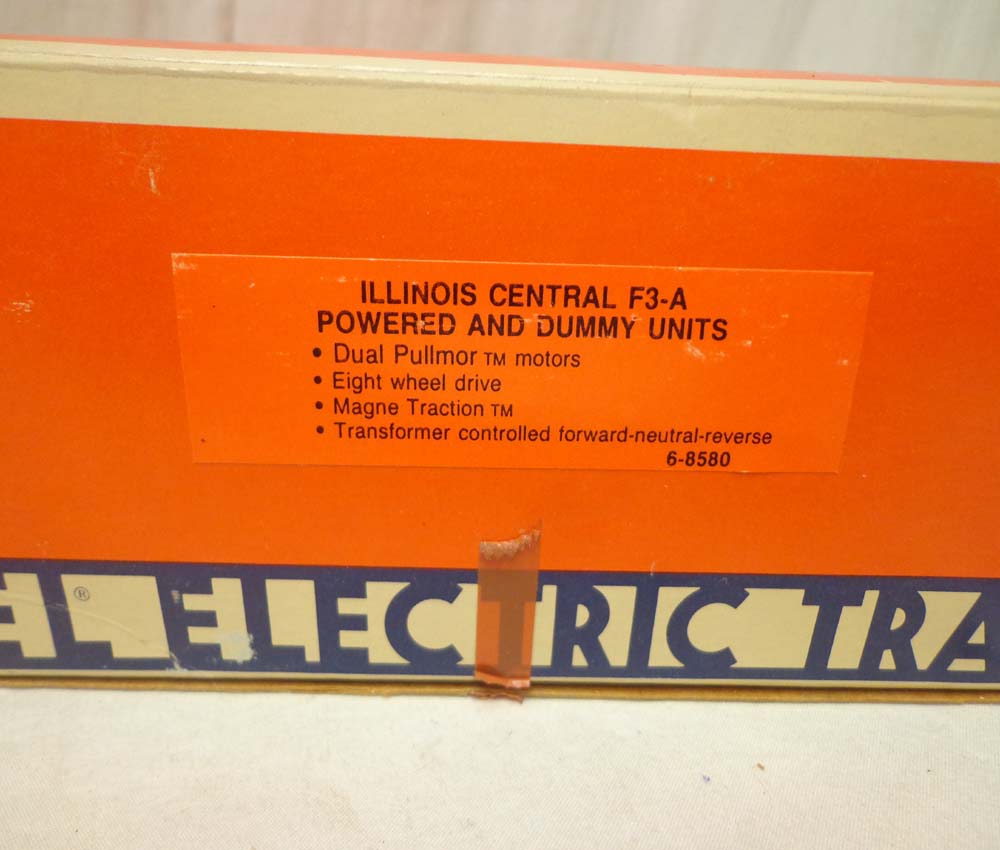 ILLINOIS CENTRAL F3-A
POWERED AND DUMMY UNITS
• Dual Pullmor TM motors
• Eight wheel drive
• Magne Traction TM
• Transformer controlled forward-neutral-reverse
6-8580
EL® ELECTRIC TRA